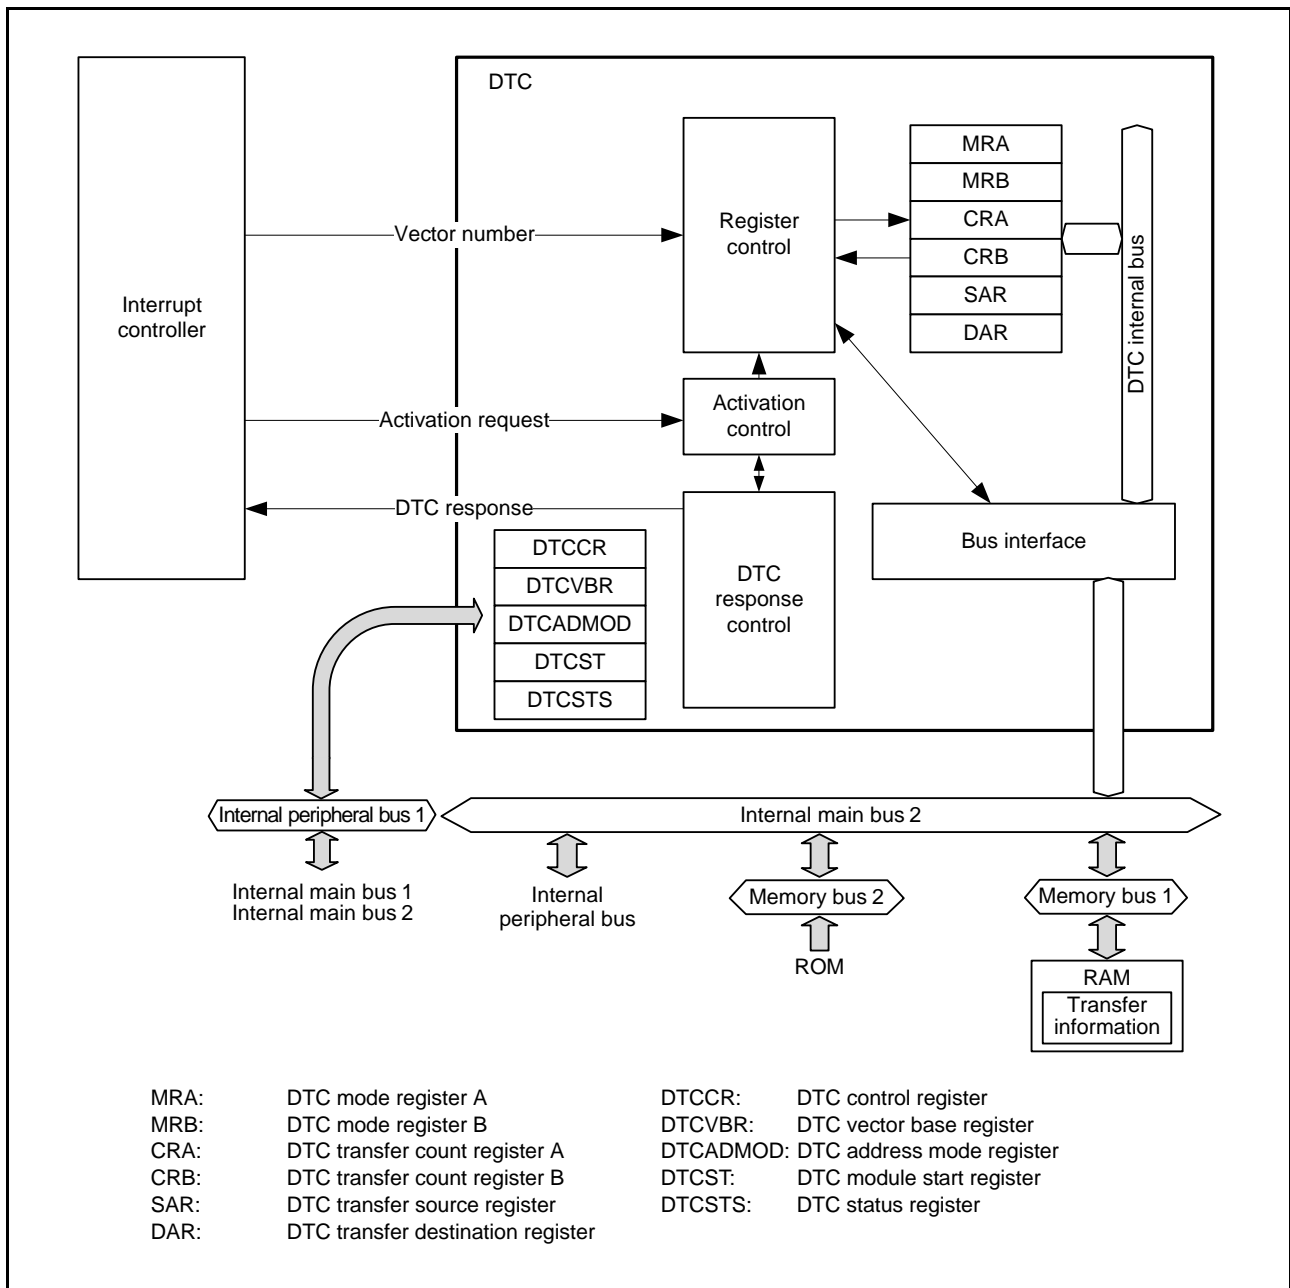 DTC
MRA
MRB
CRA
CRB
SAR
DAR
Register
control
Vector number
DTC internal bus
Interrupt
controller
Activation
control
Activation request
DTC response
Bus interface
DTCCR
DTCVBR
DTCADMOD
DTCST
DTCSTS
DTC
response
control
Internal peripheral bus 1
Internal main bus 2
Internal main bus 1
Internal main bus 2
Internal
peripheral bus
Memory bus 2
Memory bus 1
ROM
RAM
Transfer
information
MRA: DTC mode register A
MRB: DTC mode register B
CRA: DTC transfer count register A
CRB: DTC transfer count register B
SAR: DTC transfer source register
DAR: DTC transfer destination register
DTCCR: DTC control register
DTCVBR: DTC vector base register
DTCADMOD: DTC address mode register
DTCST: DTC module start register
DTCSTS: DTC status register